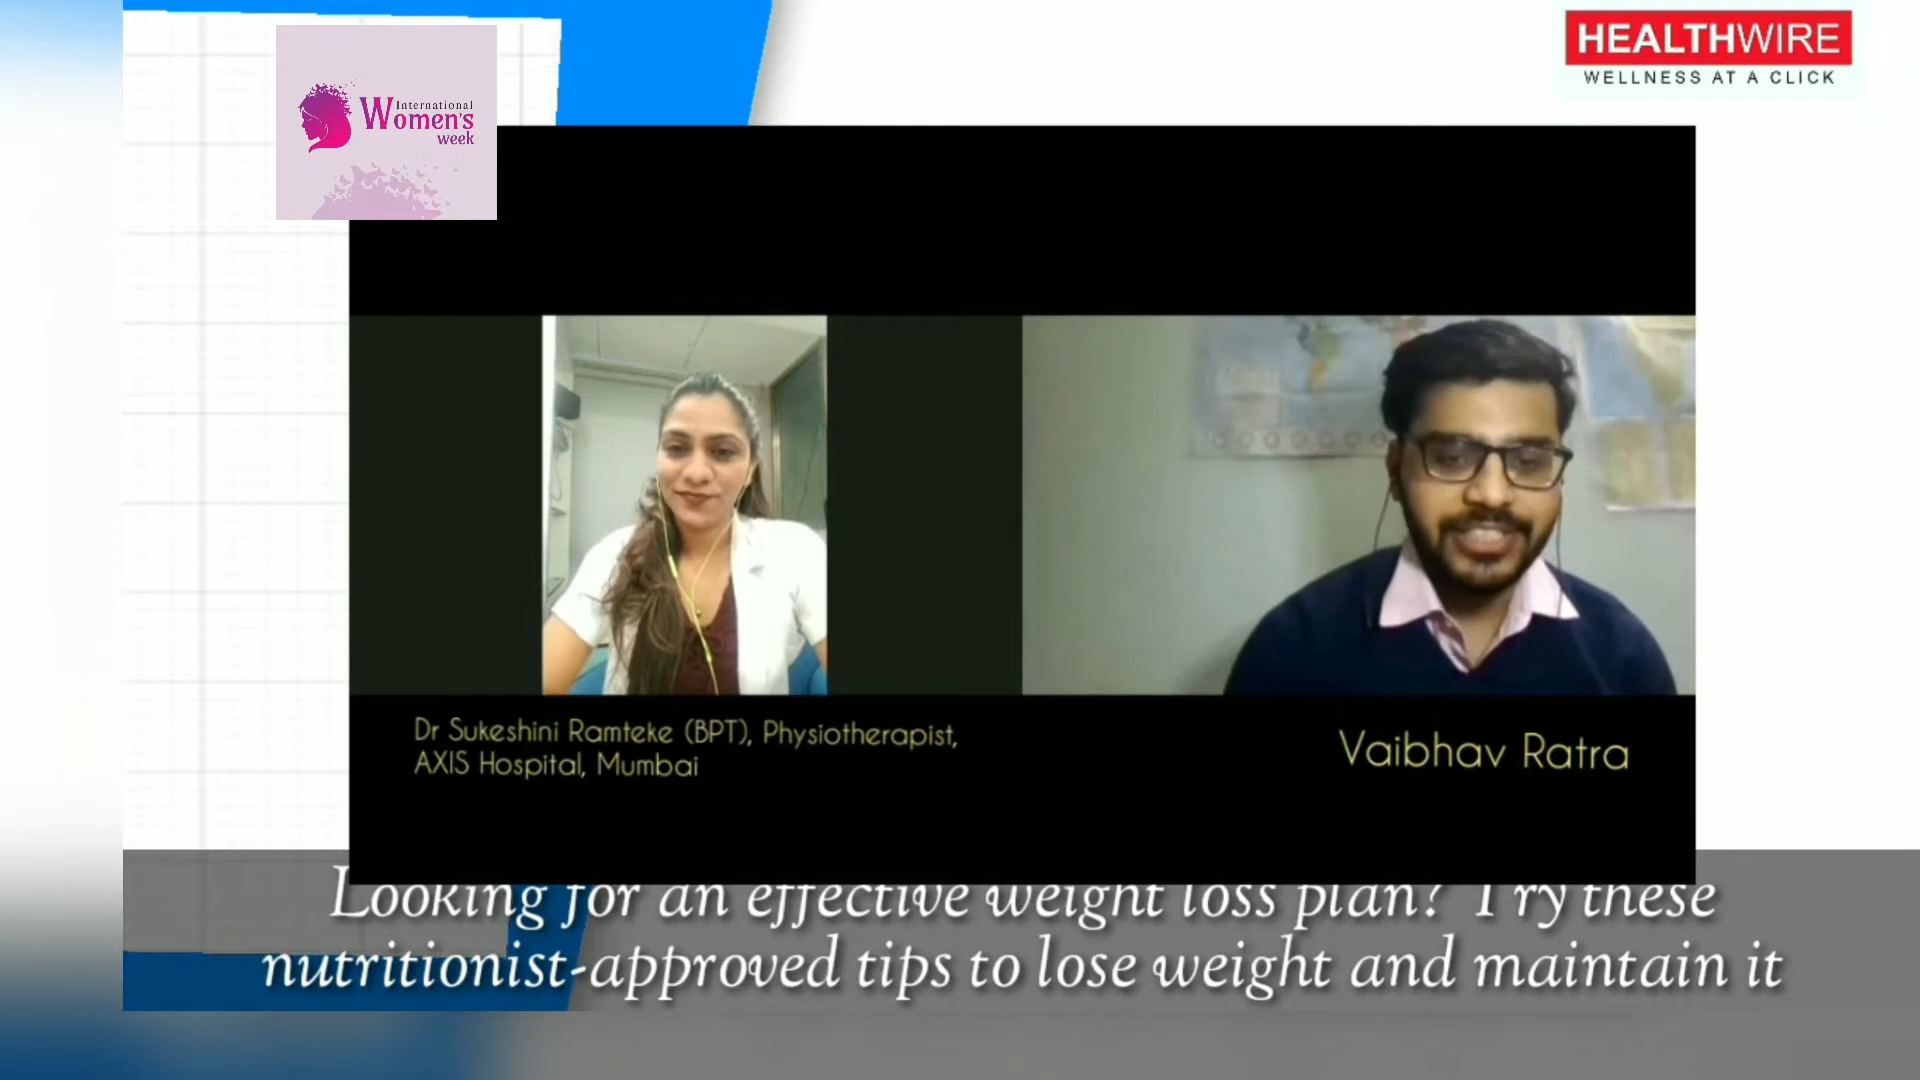 HEALTHWIRE
WELLNESS AT A CLICK
International
Women's
week
Dr Sukeshini Ramteke (BPT), Physiotherapist,
AXIS Hospital, Mumbai
Vaibhav Ratra
Looking for an effective weight loss plan? Try these
nutritionist-approved tips to lose weight and maintain it